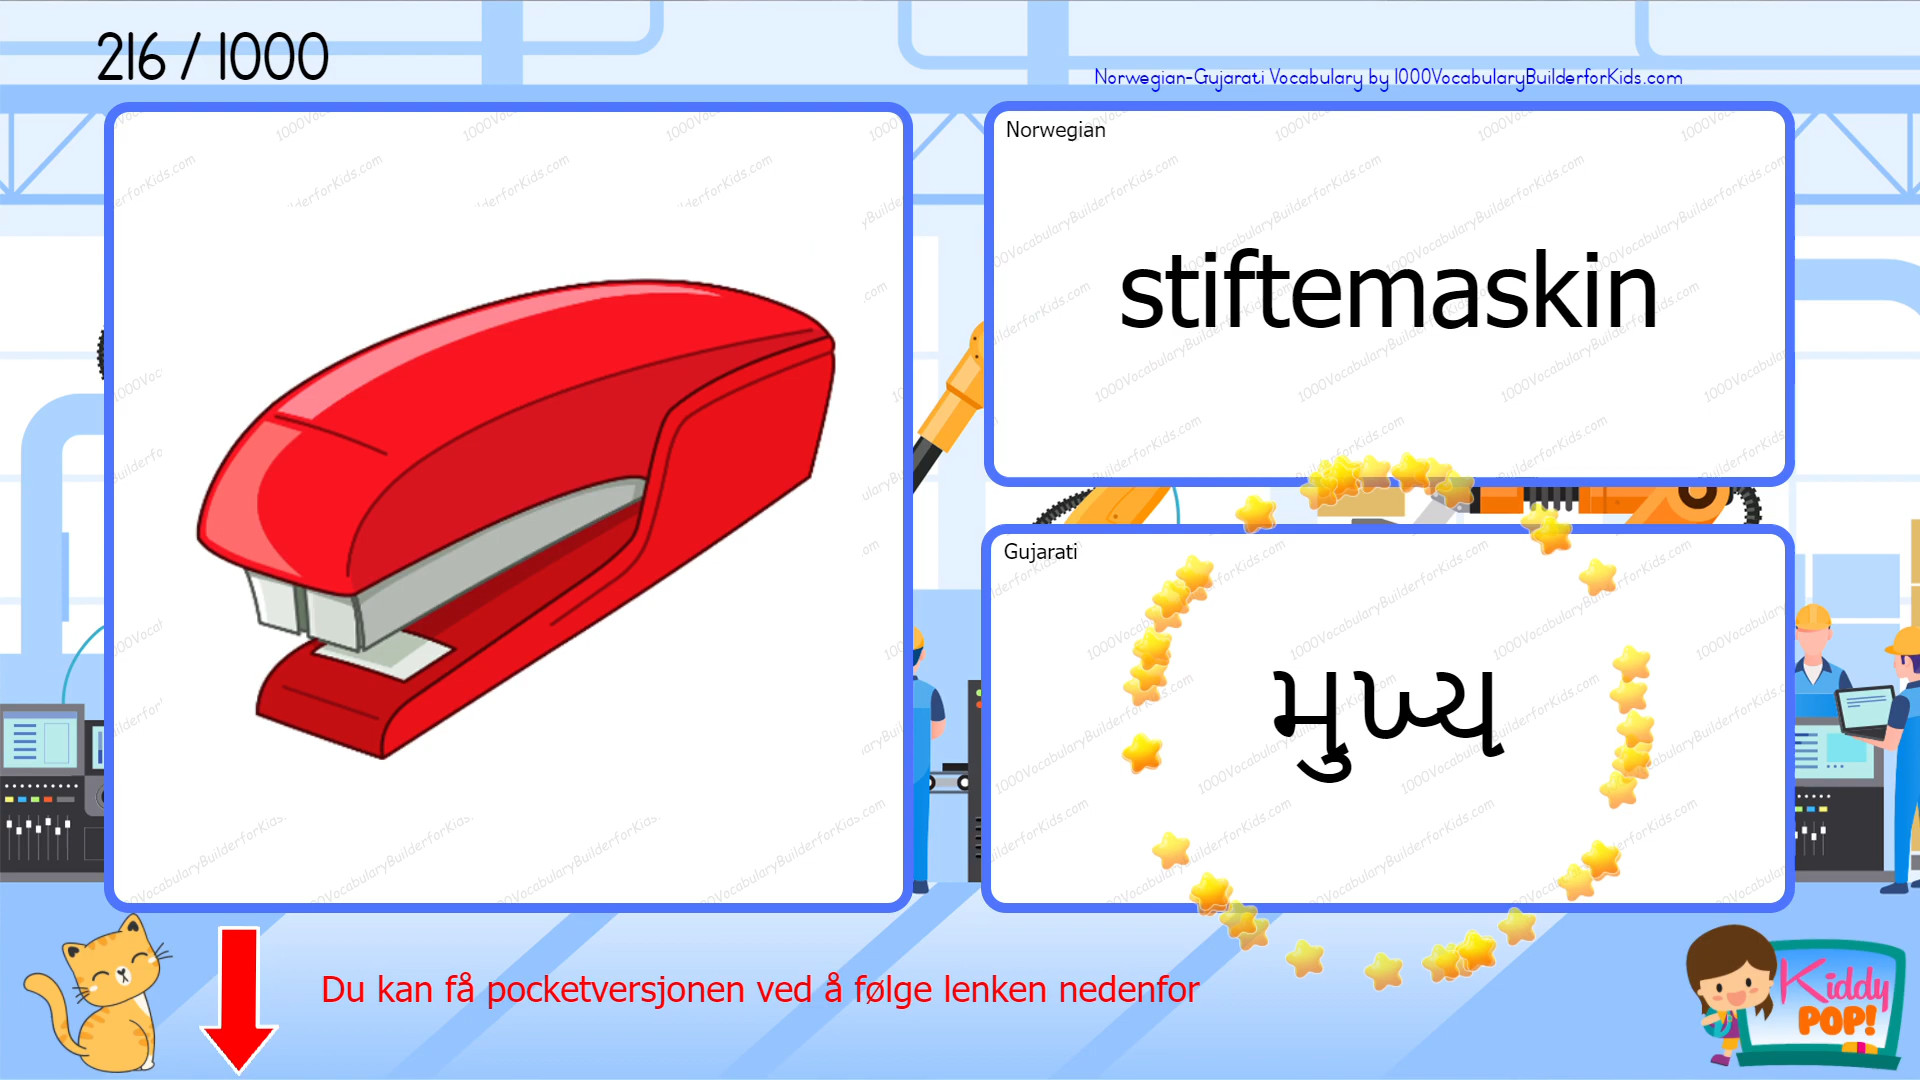 216 / 1000
Norwegian-Gujarati Vocabulary by 1000VocabularyBuilderforKids.com
Norwegian
stiftemaskin
Gujarati
મુખ્ય
Du kan få pocketversjonen ved å følge lenken nedenfor
Kiddy
POP!